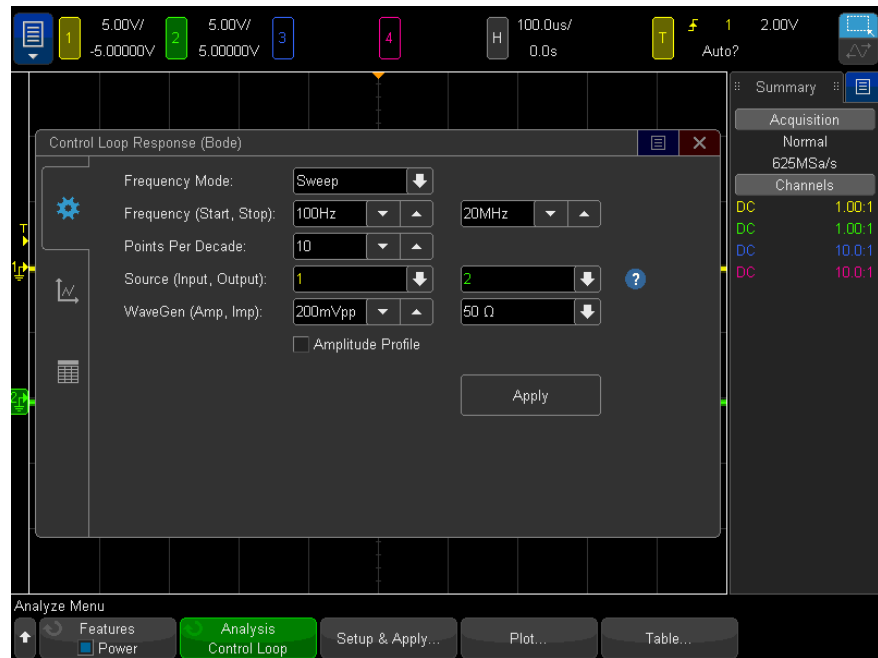 1 5.00V/ -5.00000V
2 5.00V/ 5.00000V
3
4
H 100.0us/ 0.0s
T 1 2.00V Auto?
Summary
Acquisition
Normal
625MSa/s
Channels
DC 1.00:1
DC 1.00:1
DC 10.0:1
DC 10.0:1
T
1
2
Control Loop Response (Bode)
Frequency Mode: Sweep
Frequency (Start, Stop): 100Hz 20MHz
Points Per Decade: 10
Source (Input, Output): 1 2 ?
WaveGen (Amp, Imp): 200mVpp 50 Ω
Amplitude Profile
Apply
Analyze Menu
Features
Power
Analysis
Control Loop
Setup & Apply...
Plot...
Table...